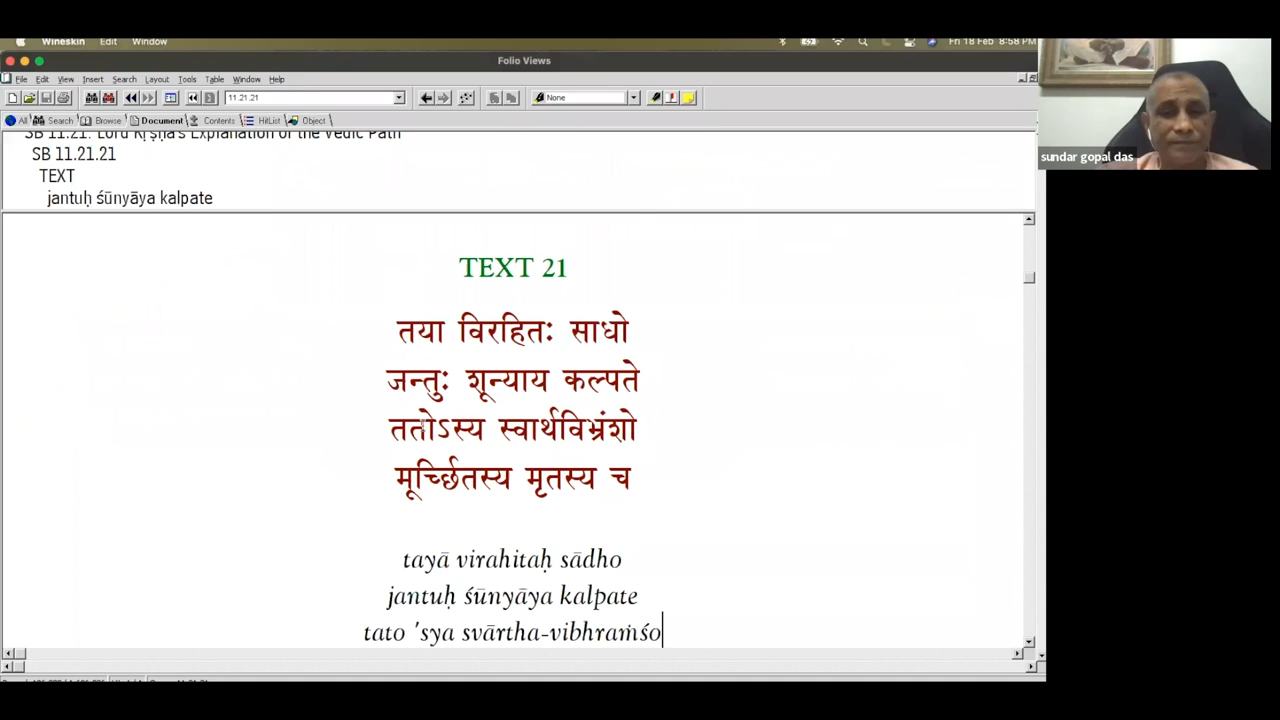 Wineskin Edit Window
Fri 18 Feb 8:58 PM
Folio Views
File Edit View Insert Search Layout Tools Table Window Help
11.21.21
None
All Search Browse Document Contents HitList Object
SB 11.21: Lord Kṛṣṇa's Explanation of the Vedic Path
SB 11.21.21
TEXT
jantuḥ śūnyāya kalpate
sundar gopal das
TEXT 21
तया विरहितः साधो
जन्तुः शून्याय कल्पते
ततोऽस्य स्वार्थविभ्रंशो
मूर्च्छितस्य मृतस्य च
tayā virahitaḥ sādho
jantuḥ śūnyāya kalpate
tato 'sya svārtha-vibhraṁśo